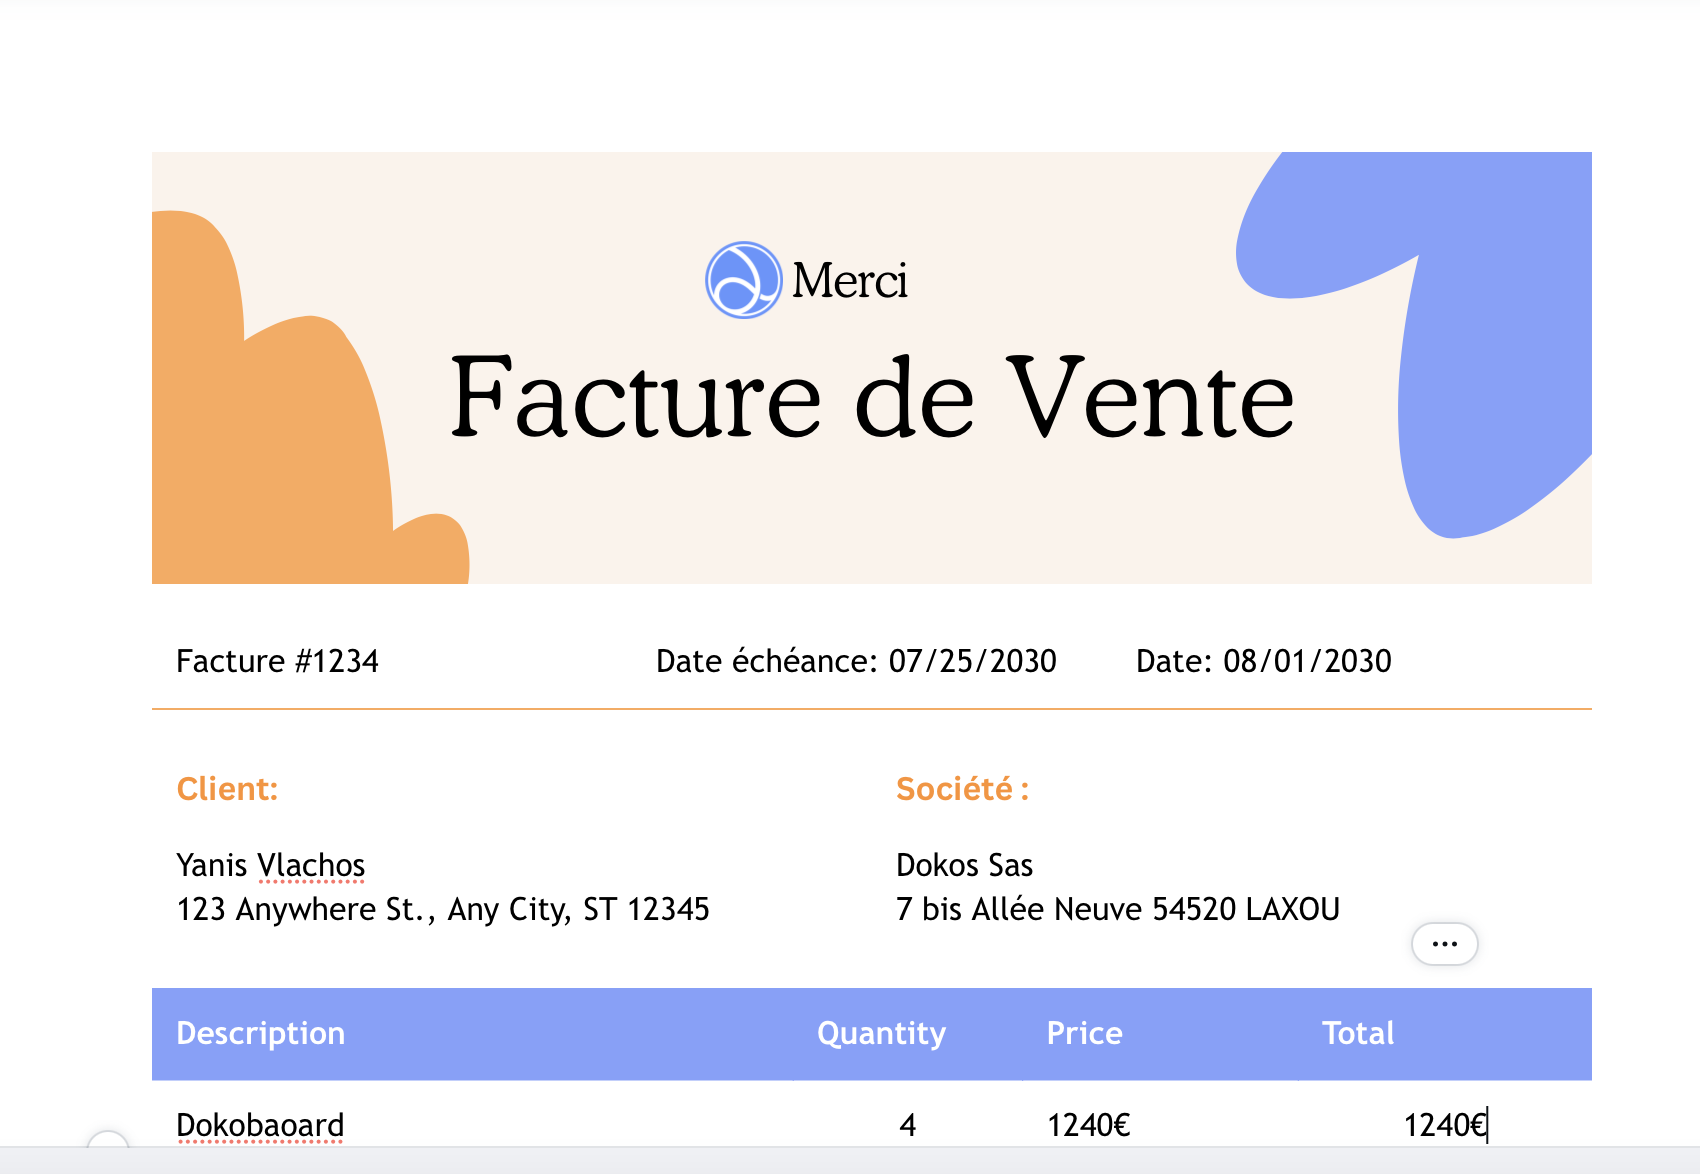 Merci
Facture de Vente
Facture #1234 Date échéance: 07/25/2030 Date: 08/01/2030
Client: Société :
Yanis Vlachos Dokos Sas
123 Anywhere St., Any City, ST 12345 7 bis Allée Neuve 54520 LAXOU
Description Quantity Price Total
Dokobaoard 4 1240€ 1240€